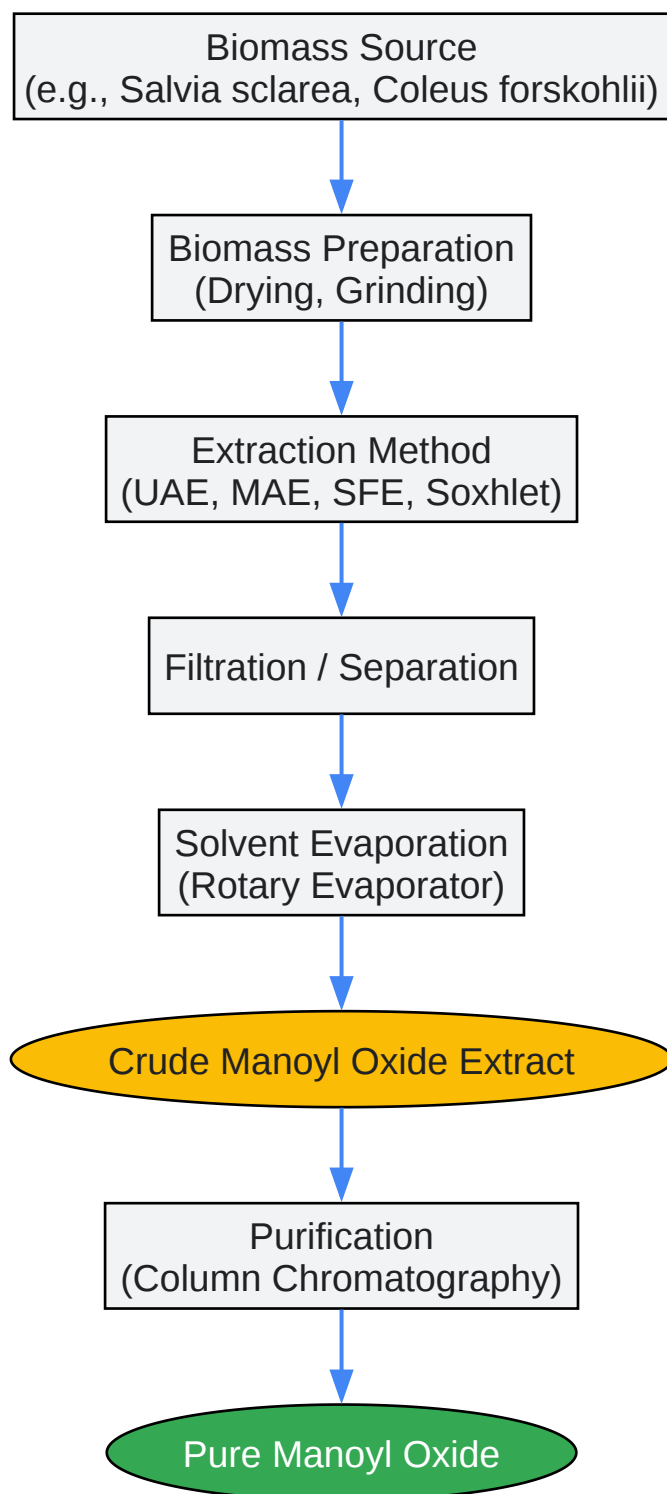 Biomass Source
(e.g., Salvia sclarea, Coleus forskohlii)
Biomass Preparation
(Drying, Grinding)
Extraction Method
(UAE, MAE, SFE, Soxhlet)
Filtration / Separation
Solvent Evaporation
(Rotary Evaporator)
Crude Manoyl Oxide Extract
Purification
(Column Chromatography)
Pure Manoyl Oxide